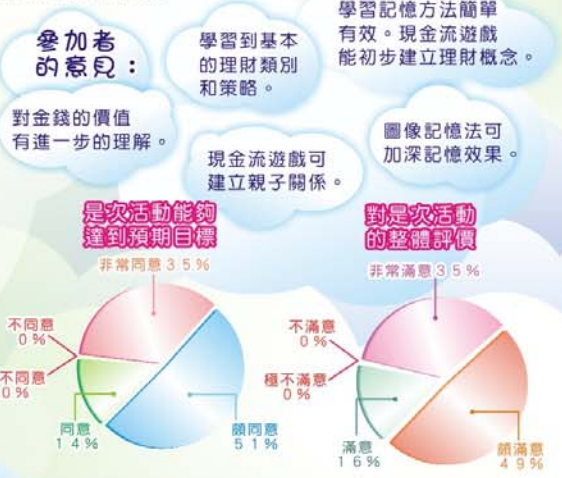 參加者
的意見：
學習到基本
的理財類別
和策略。
學習記憶方法簡單
有效。現金流遊戲
能初步建立理財概念。
對金錢的價值
有進一步的理解。
現金流遊戲可
建立親子關係。
圖像記憶法可
加深記憶效果。
是次活動能夠
達到預期目標
非常同意35%
不同意
0%
不同意
0%
同意
14%
頗同意
51%
對是次活動
的整體評價
非常滿意35%
不滿意
0%
極不滿意
0%
滿意
16%
頗滿意
49%